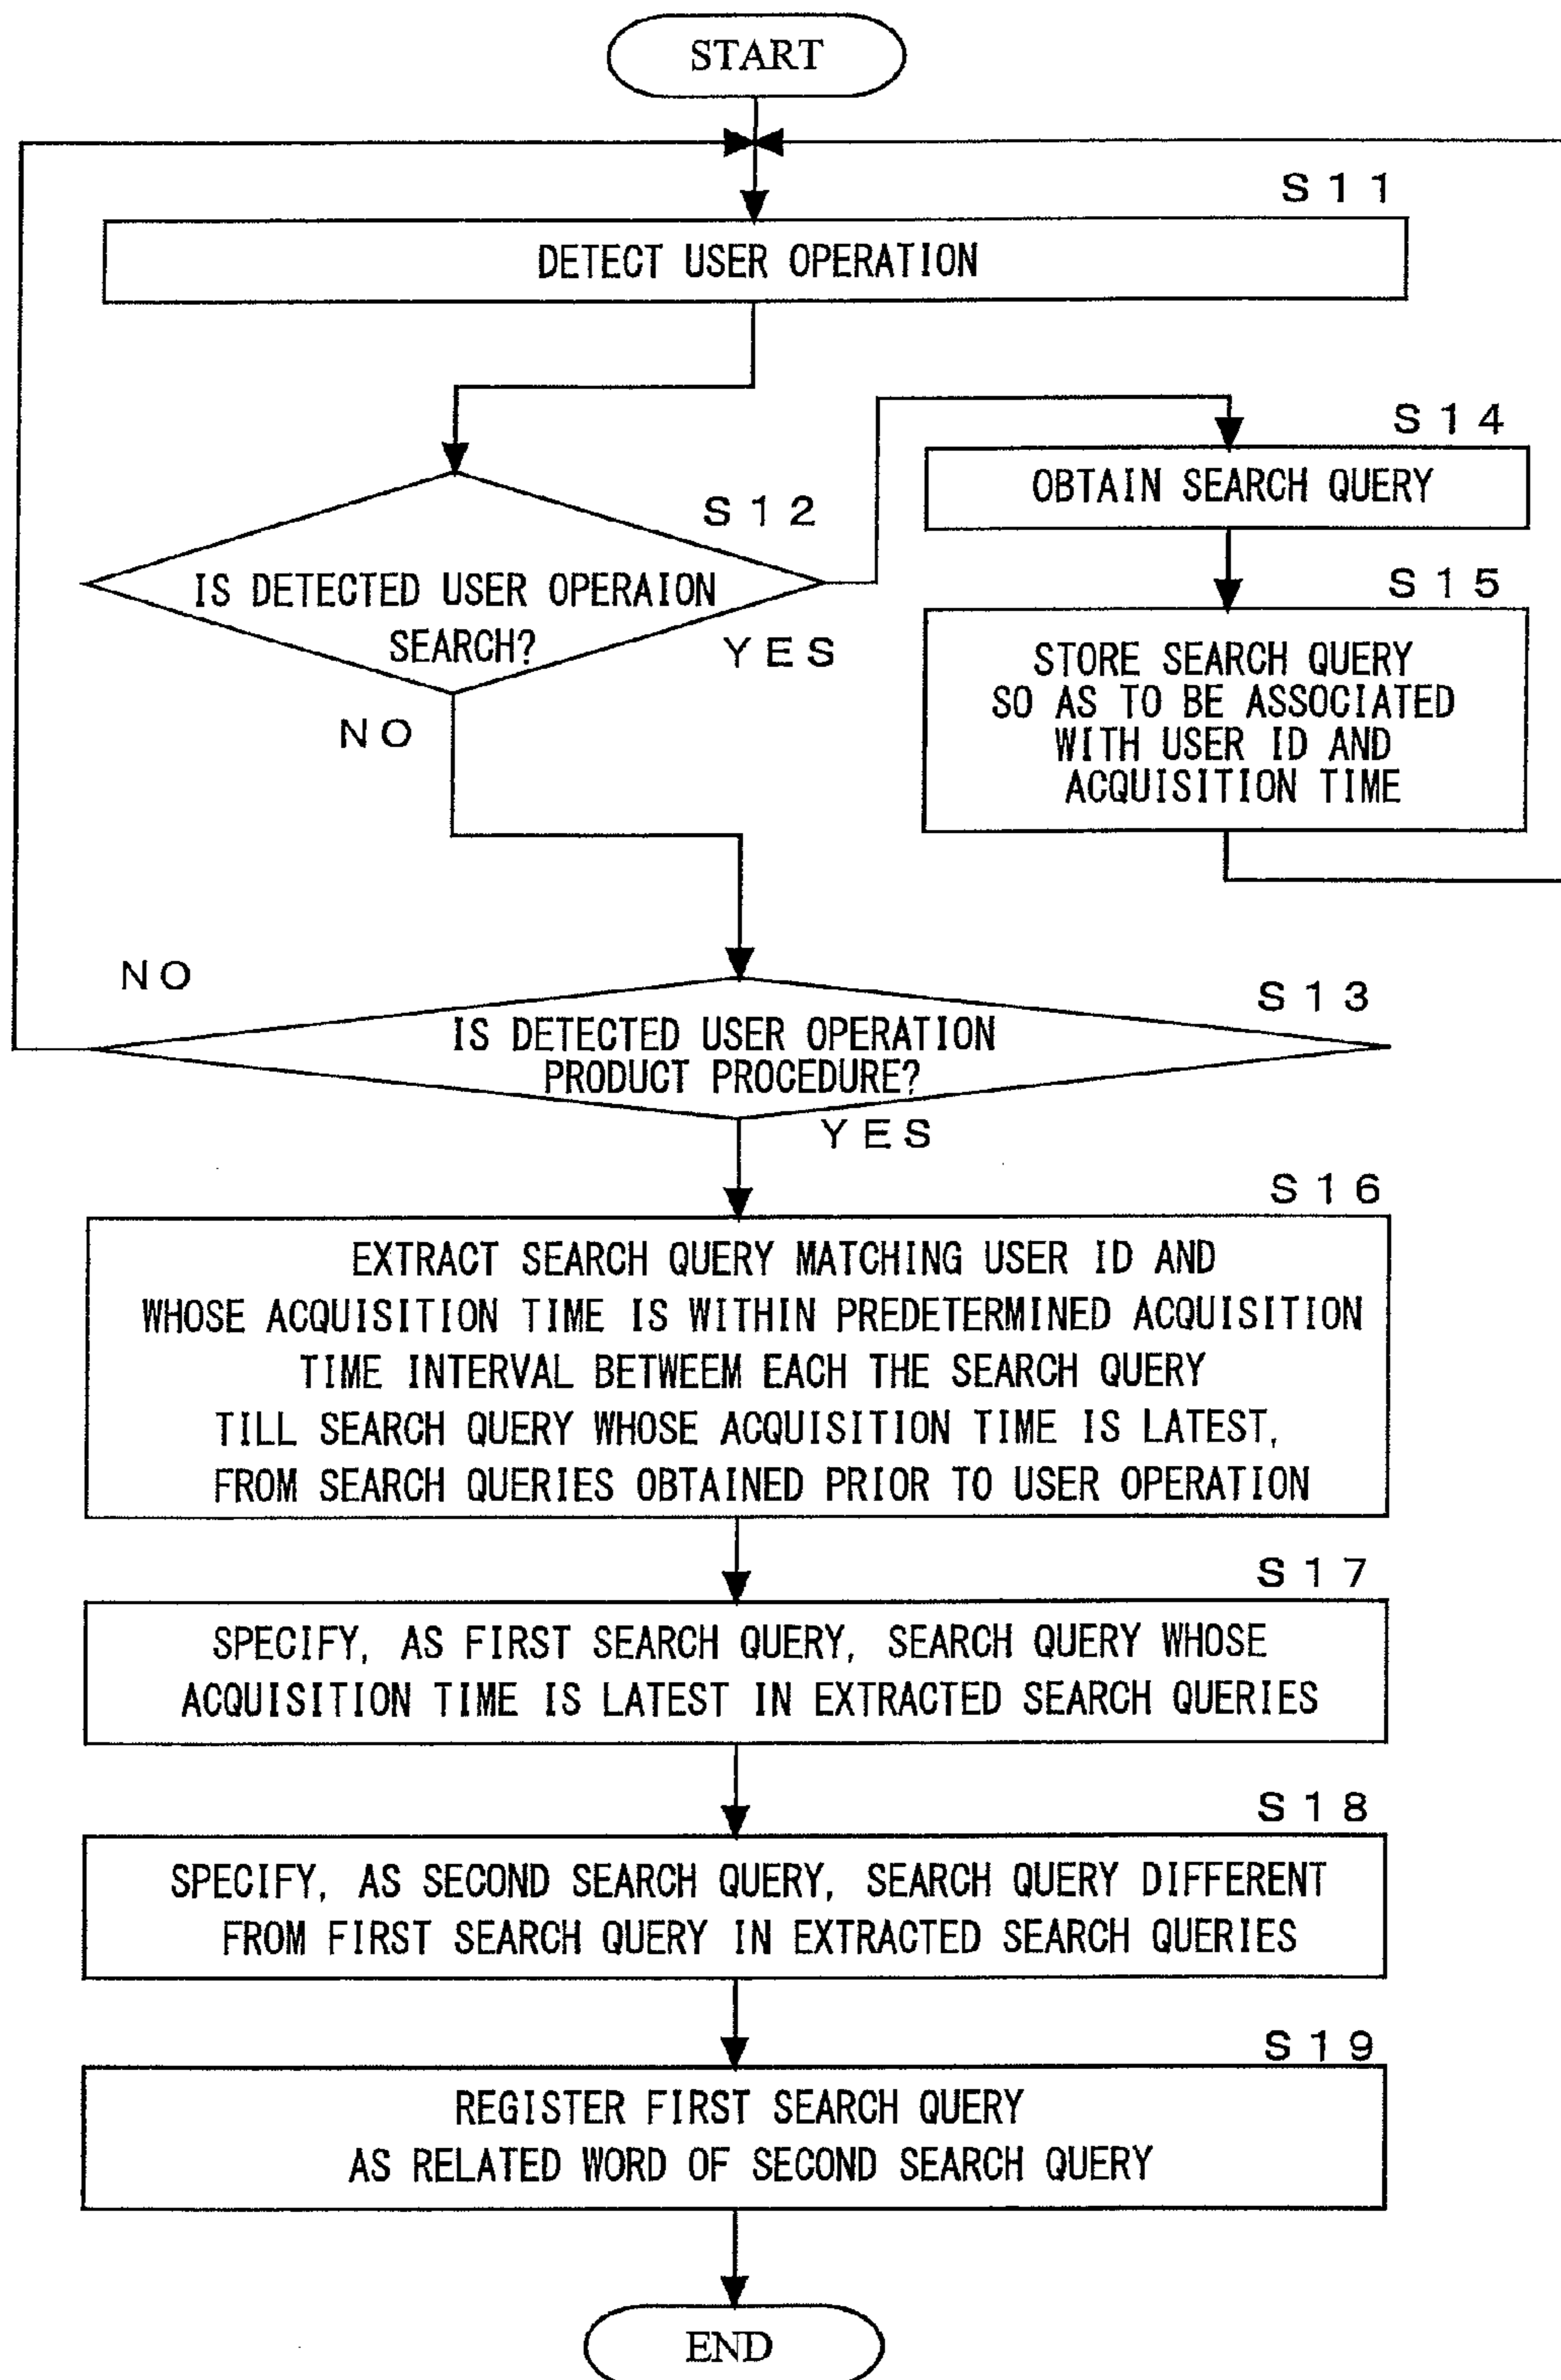 START
S11
DETECT USER OPERATION
S12
IS DETECTED USER OPERAION
SEARCH?
YES
NO
S14
OBTAIN SEARCH QUERY
S15
STORE SEARCH QUERY
SO AS TO BE ASSOCIATED
WITH USER ID AND
ACQUISITION TIME
NO
S13
IS DETECTED USER OPERATION
PRODUCT PROCEDURE?
YES
S16
EXTRACT SEARCH QUERY MATCHING USER ID AND
WHOSE ACQUISITION TIME IS WITHIN PREDETERMINED ACQUISITION
TIME INTERVAL BETWEEM EACH THE SEARCH QUERY
TILL SEARCH QUERY WHOSE ACQUISITION TIME IS LATEST,
FROM SEARCH QUERIES OBTAINED PRIOR TO USER OPERATION
S17
SPECIFY, AS FIRST SEARCH QUERY, SEARCH QUERY WHOSE
ACQUISITION TIME IS LATEST IN EXTRACTED SEARCH QUERIES
S18
SPECIFY, AS SECOND SEARCH QUERY, SEARCH QUERY DIFFERENT
FROM FIRST SEARCH QUERY IN EXTRACTED SEARCH QUERIES
S19
REGISTER FIRST SEARCH QUERY
AS RELATED WORD OF SECOND SEARCH QUERY
END